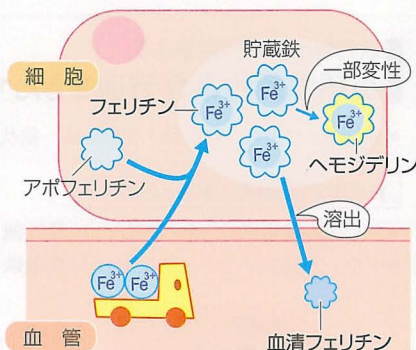 貯蔵鉄
一部変性
細胞
フェリチン
Fe³⁺
Fe³⁺
Fe³⁺
Fe³⁺
ヘモジデリン
アポフェリチン
溶出
Fe³⁺
Fe³⁺
血管
血清フェリチン